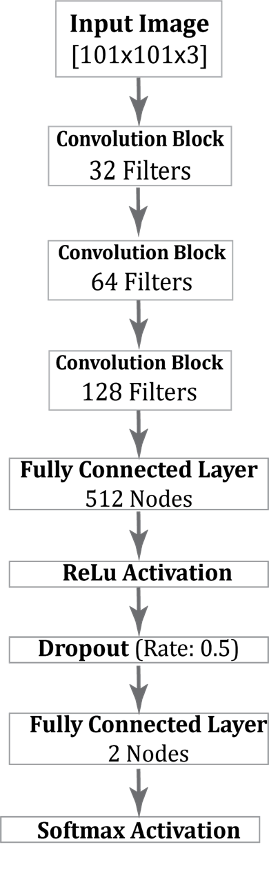 Input Image
[101x101x3]
Convolution Block
32 Filters
Convolution Block
64 Filters
Convolution Block
128 Filters
Fully Connected Layer
512 Nodes
ReLu Activation
Dropout (Rate: 0.5)
Fully Connected Layer
2 Nodes
Softmax Activation